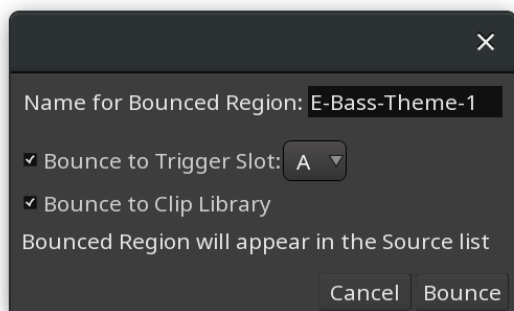 Name for Bounced Region: E-Bass-Theme-1
Bounce to Trigger Slot: A
Bounce to Clip Library
Bounced Region will appear in the Source list
Cancel Bounce